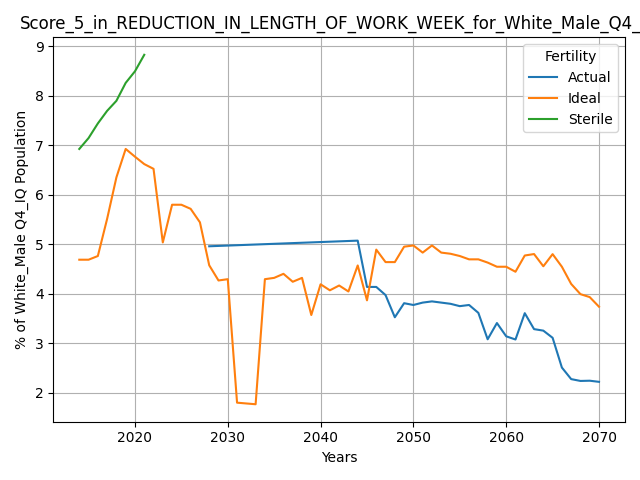 Score_5_in_REDUCTION_IN_LENGTH_OF_WORK_WEEK_for_White_Male_Q4_
Fertility
Actual
Ideal
Sterile
% of White_Male Q4_IQ Population
9
8
7
6
5
4
3
2
2020 2030 2040 2050 2060 2070
Years